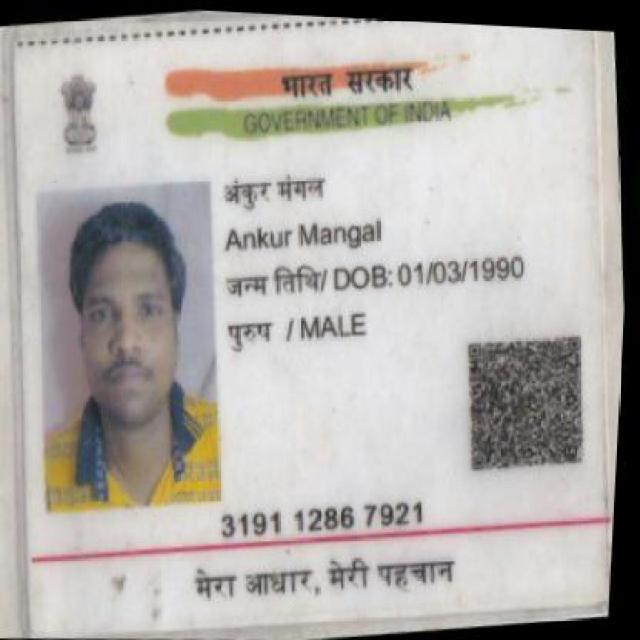 भारत सरकार
GOVERNMENT OF INDIA
अंकुर मंगल
Ankur Mangal
जन्म तिथि/ DOB: 01/03/1990
पुरुष / MALE
3191 1286 7921
मेरा आधार, मेरी पहचान